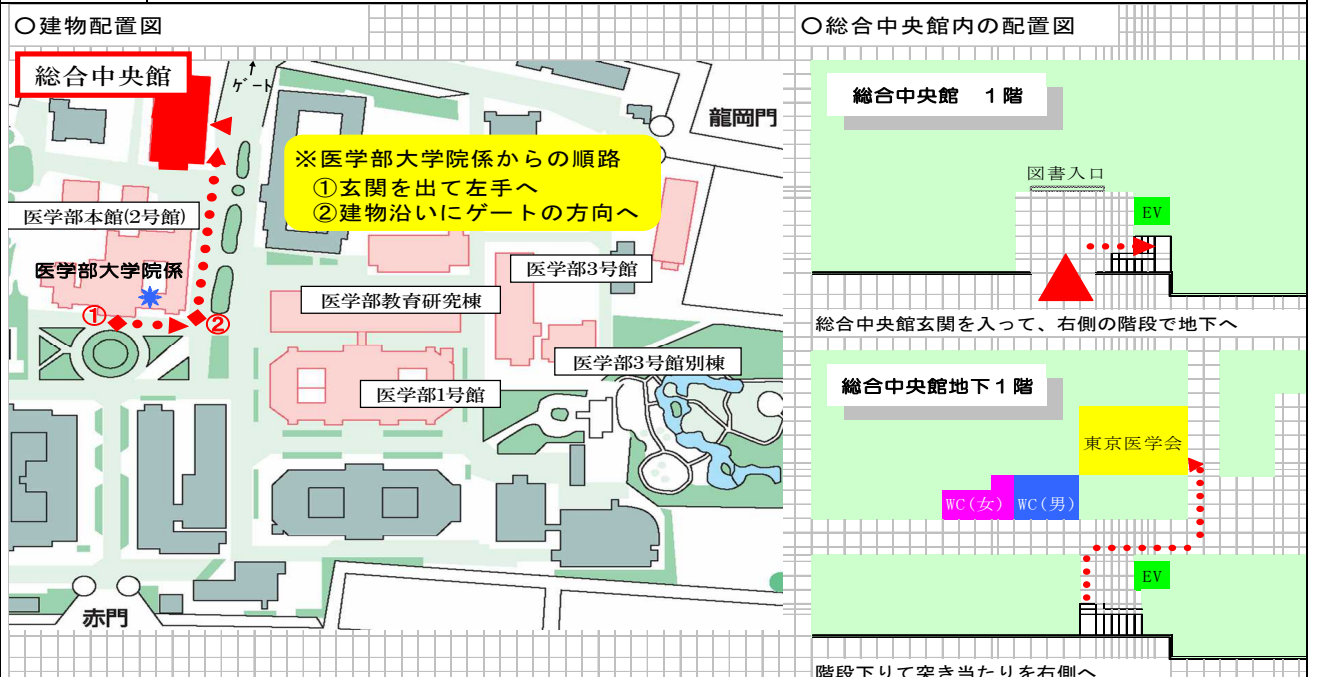 〇建物配置図
総合中央館
ゲート
龍岡門
※医学部大学院係からの順路
①玄関を出て左手へ
②建物沿いにゲートの方向へ
医学部本館(2号館)
医学部大学院係
①
②
医学部3号館
医学部教育研究棟
医学部3号館別棟
医学部1号館
赤門
〇総合中央館内の配置図
総合中央館 1階
図書入口
EV
総合中央館玄関を入って、右側の階段で地下へ
総合中央館地下1階
東京医学会
WC(女)
WC(男)
EV
階段下りて突き当たりを右側へ